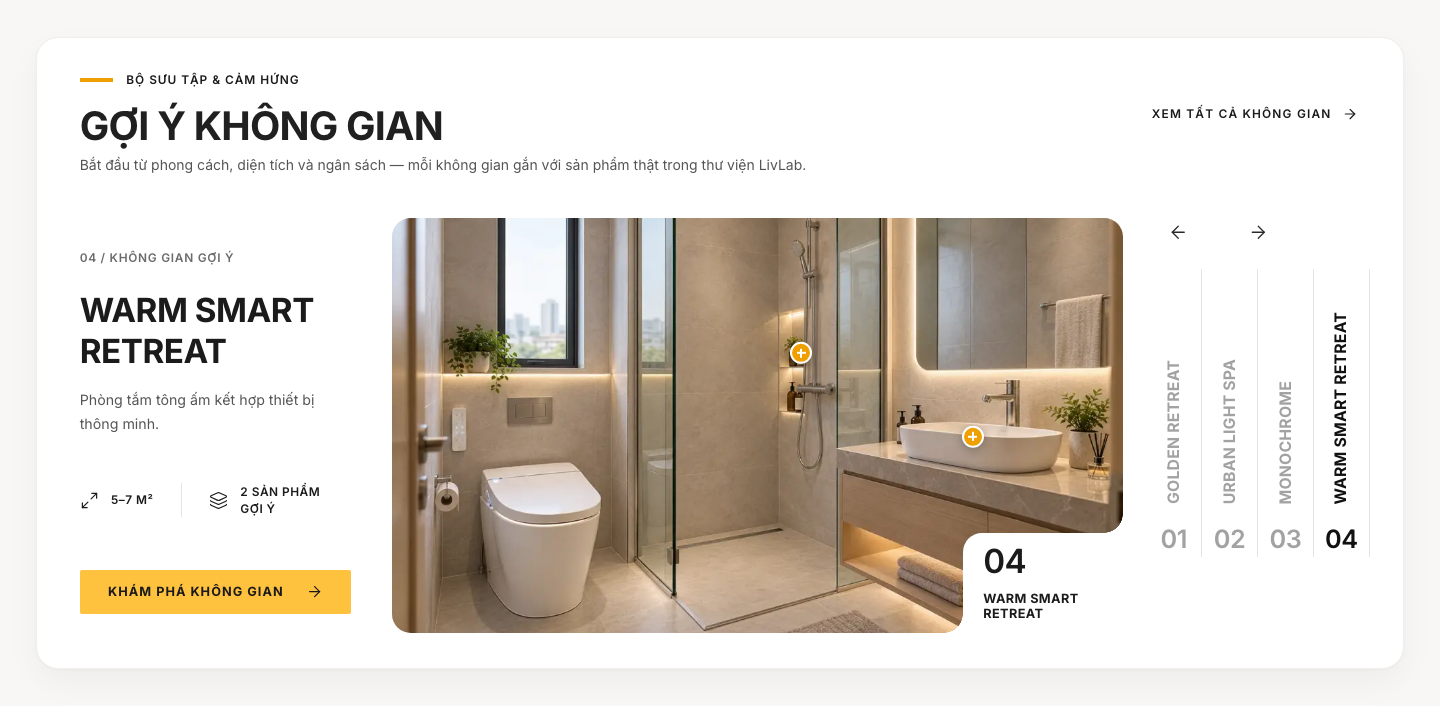 BỘ SƯU TẬP & CẢM HỨNG
GỢI Ý KHÔNG GIAN
Bắt đầu từ phong cách, diện tích và ngân sách — mỗi không gian gắn với sản phẩm thật trong thư viện LivLab.
XEM TẤT CẢ KHÔNG GIAN
04 / KHÔNG GIAN GỢI Ý
WARM SMART
RETREAT
Phòng tắm tông ấm kết hợp thiết bị
thông minh.
5–7 M²
2 SẢN PHẨM
GỢI Ý
KHÁM PHÁ KHÔNG GIAN
04
WARM SMART
RETREAT
GOLDEN RETREAT
01
URBAN LIGHT SPA
02
MONOCHROME
03
WARM SMART RETREAT
04